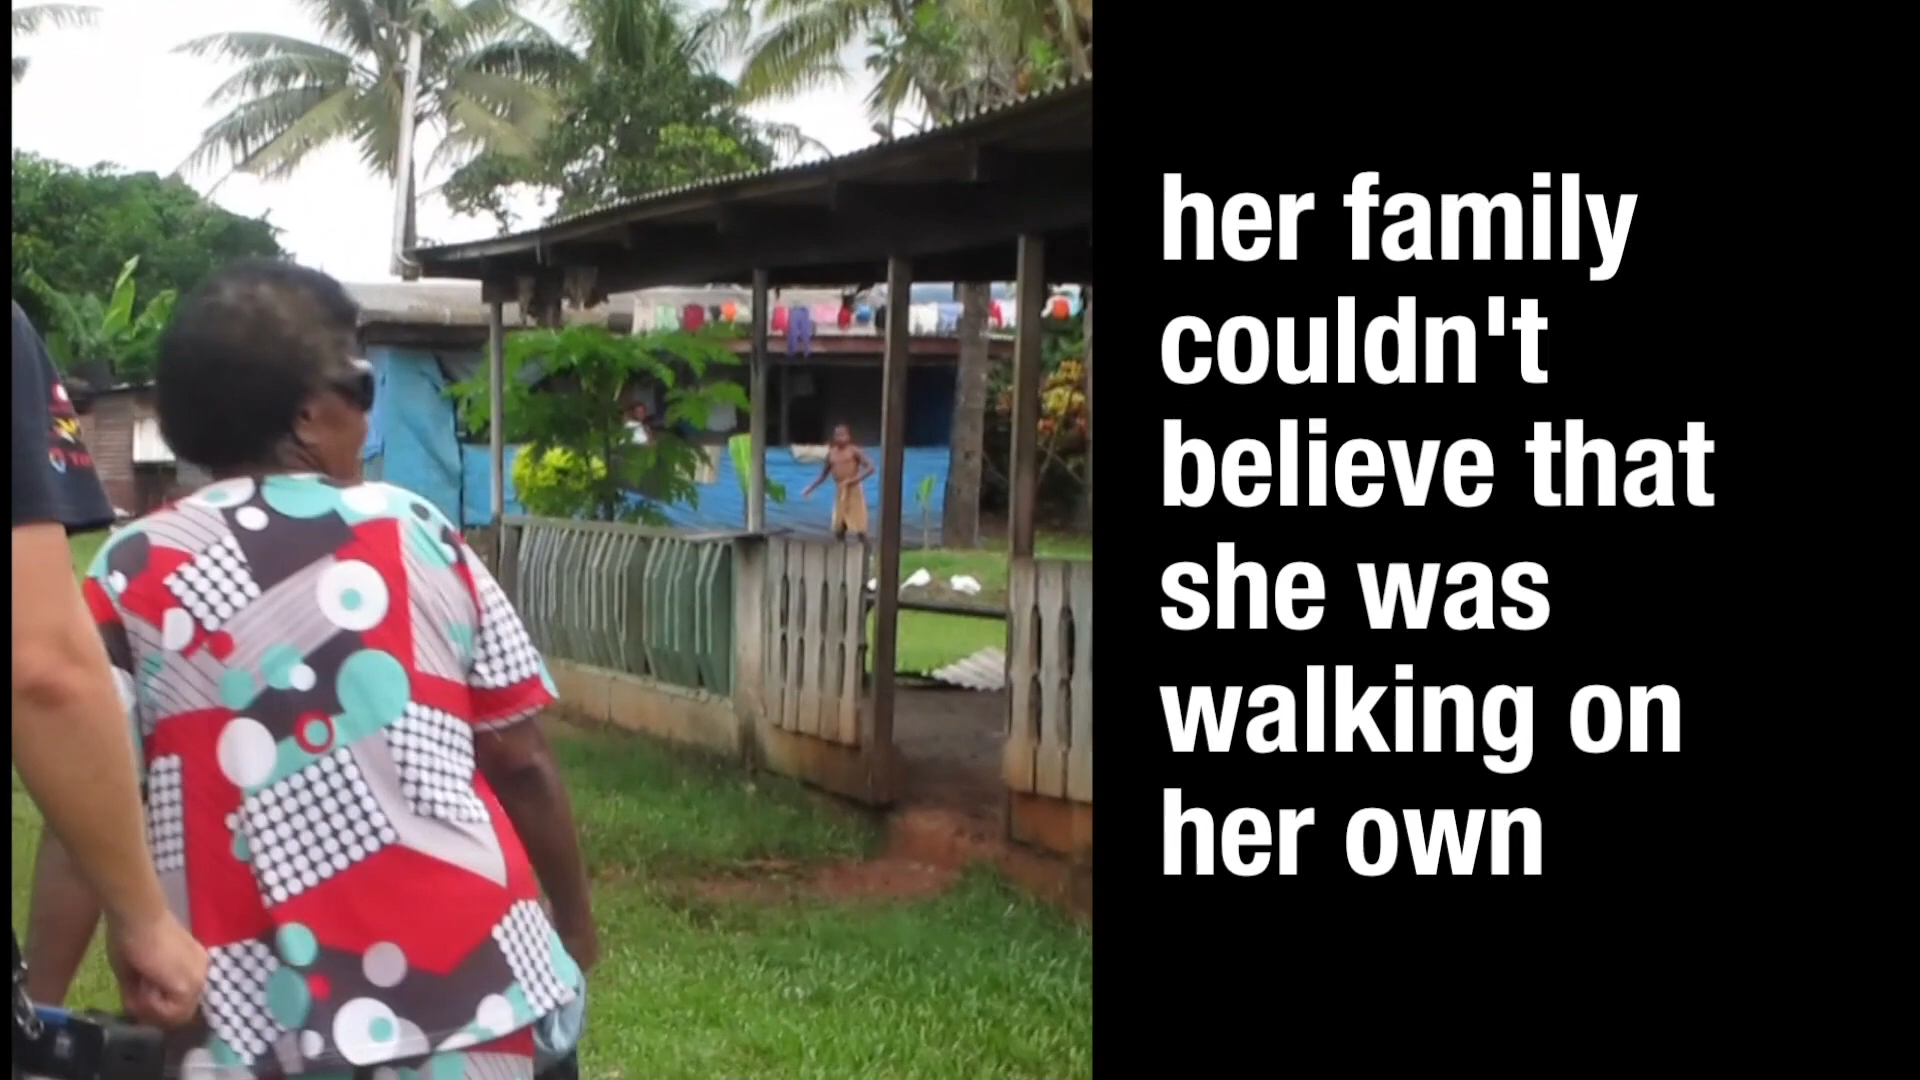 her family
couldn't
believe that
she was
walking on
her own